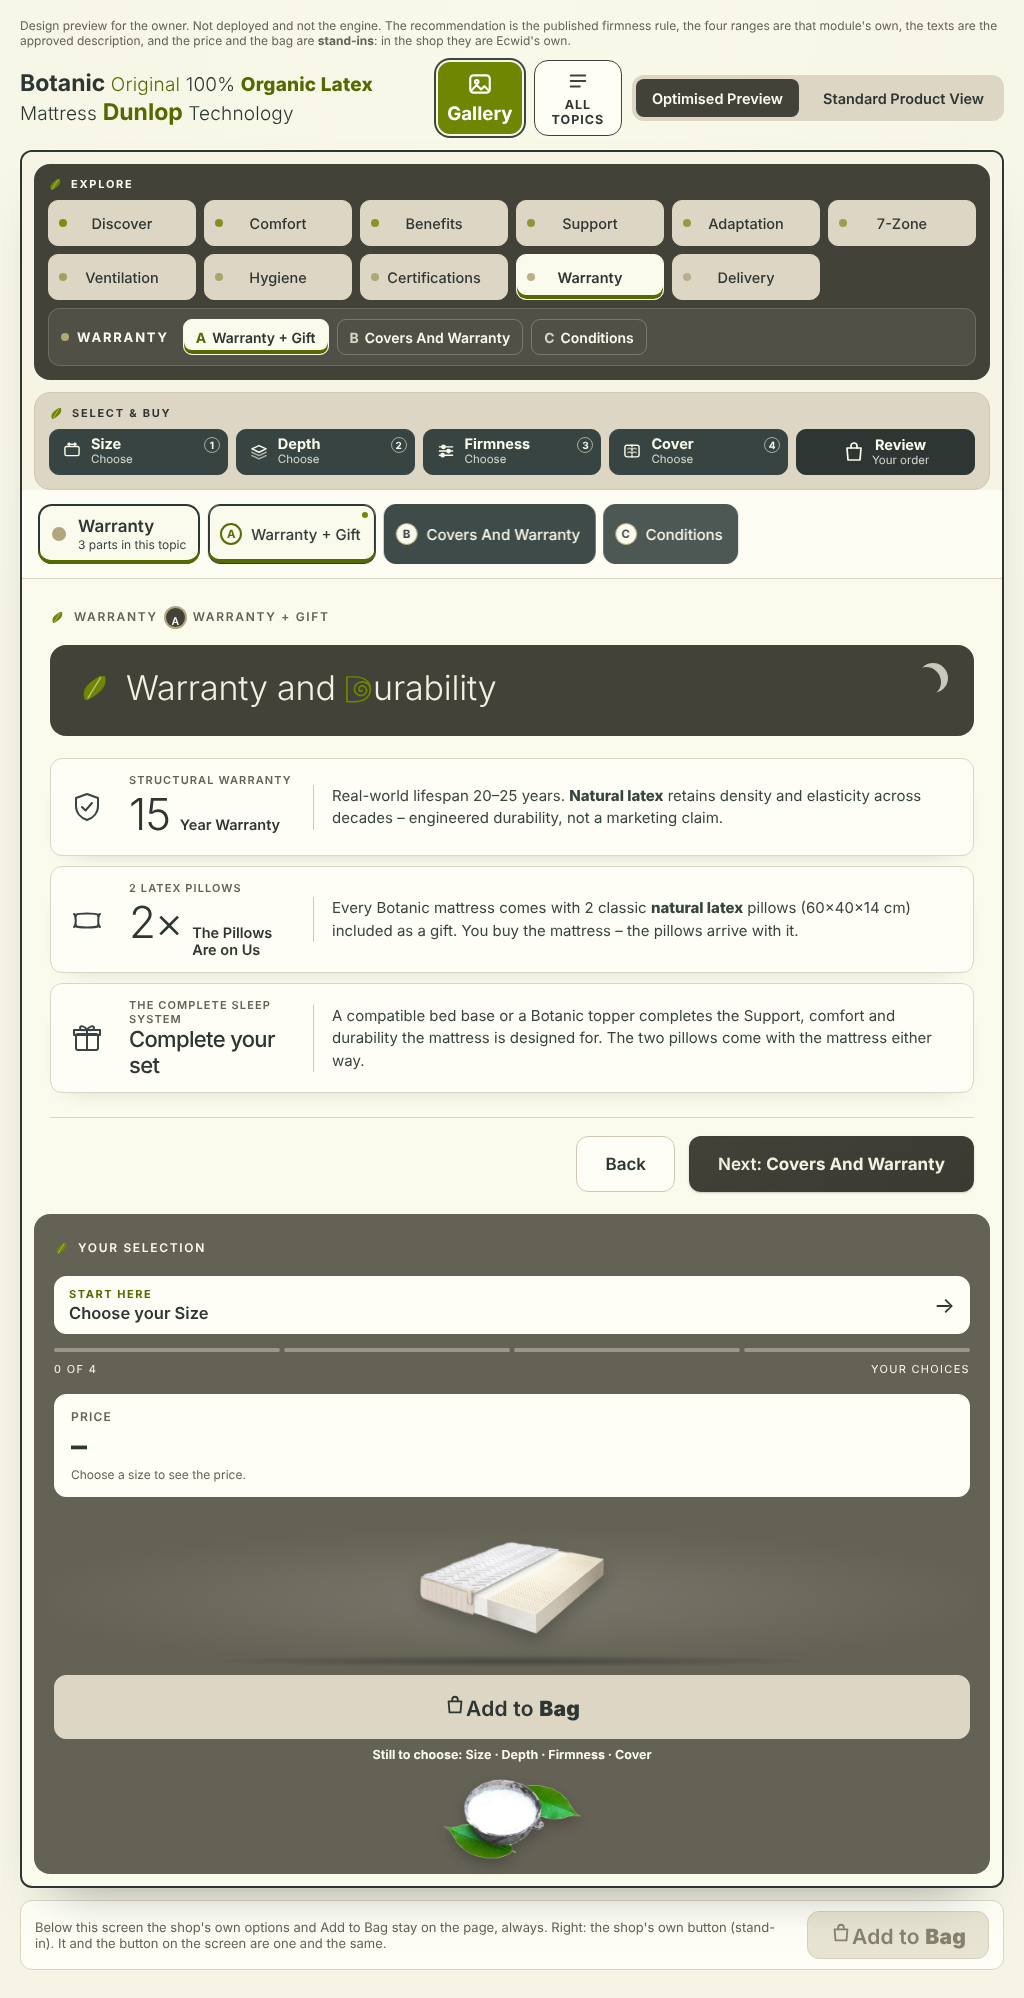 Design preview for the owner. Not deployed and not the engine. The recommendation is the published firmness rule, the four ranges are that module's own, the texts are the
approved description, and the price and the bag are stand-ins: in the shop they are Ecwid's own.
Botanic Original 100% Organic Latex
Mattress Dunlop Technology
Gallery
ALL
TOPICS
Optimised Preview
Standard Product View
EXPLORE
Discover
Comfort
Benefits
Support
Adaptation
7-Zone
Ventilation
Hygiene
Certifications
Warranty
Delivery
WARRANTY
A Warranty + Gift
B Covers And Warranty
C Conditions
SELECT & BUY
Size
Choose
1
Depth
Choose
2
Firmness
Choose
3
Cover
Choose
4
Review
Your order
Warranty
3 parts in this topic
A Warranty + Gift
B Covers And Warranty
C Conditions
WARRANTY A WARRANTY + GIFT
Warranty and Durability
STRUCTURAL WARRANTY
15 Year Warranty
Real-world lifespan 20–25 years. Natural latex retains density and elasticity across
decades – engineered durability, not a marketing claim.
2 LATEX PILLOWS
2× The Pillows
Are on Us
Every Botanic mattress comes with 2 classic natural latex pillows (60×40×14 cm)
included as a gift. You buy the mattress – the pillows arrive with it.
THE COMPLETE SLEEP
SYSTEM
Complete your
set
A compatible bed base or a Botanic topper completes the Support, comfort and
durability the mattress is designed for. The two pillows come with the mattress either
way.
Back
Next: Covers And Warranty
YOUR SELECTION
START HERE
Choose your Size
0 OF 4
YOUR CHOICES
PRICE
–
Choose a size to see the price.
Add to Bag
Still to choose: Size · Depth · Firmness · Cover
Below this screen the shop's own options and Add to Bag stay on the page, always. Right: the shop's own button (stand-
in). It and the button on the screen are one and the same.
Add to Bag